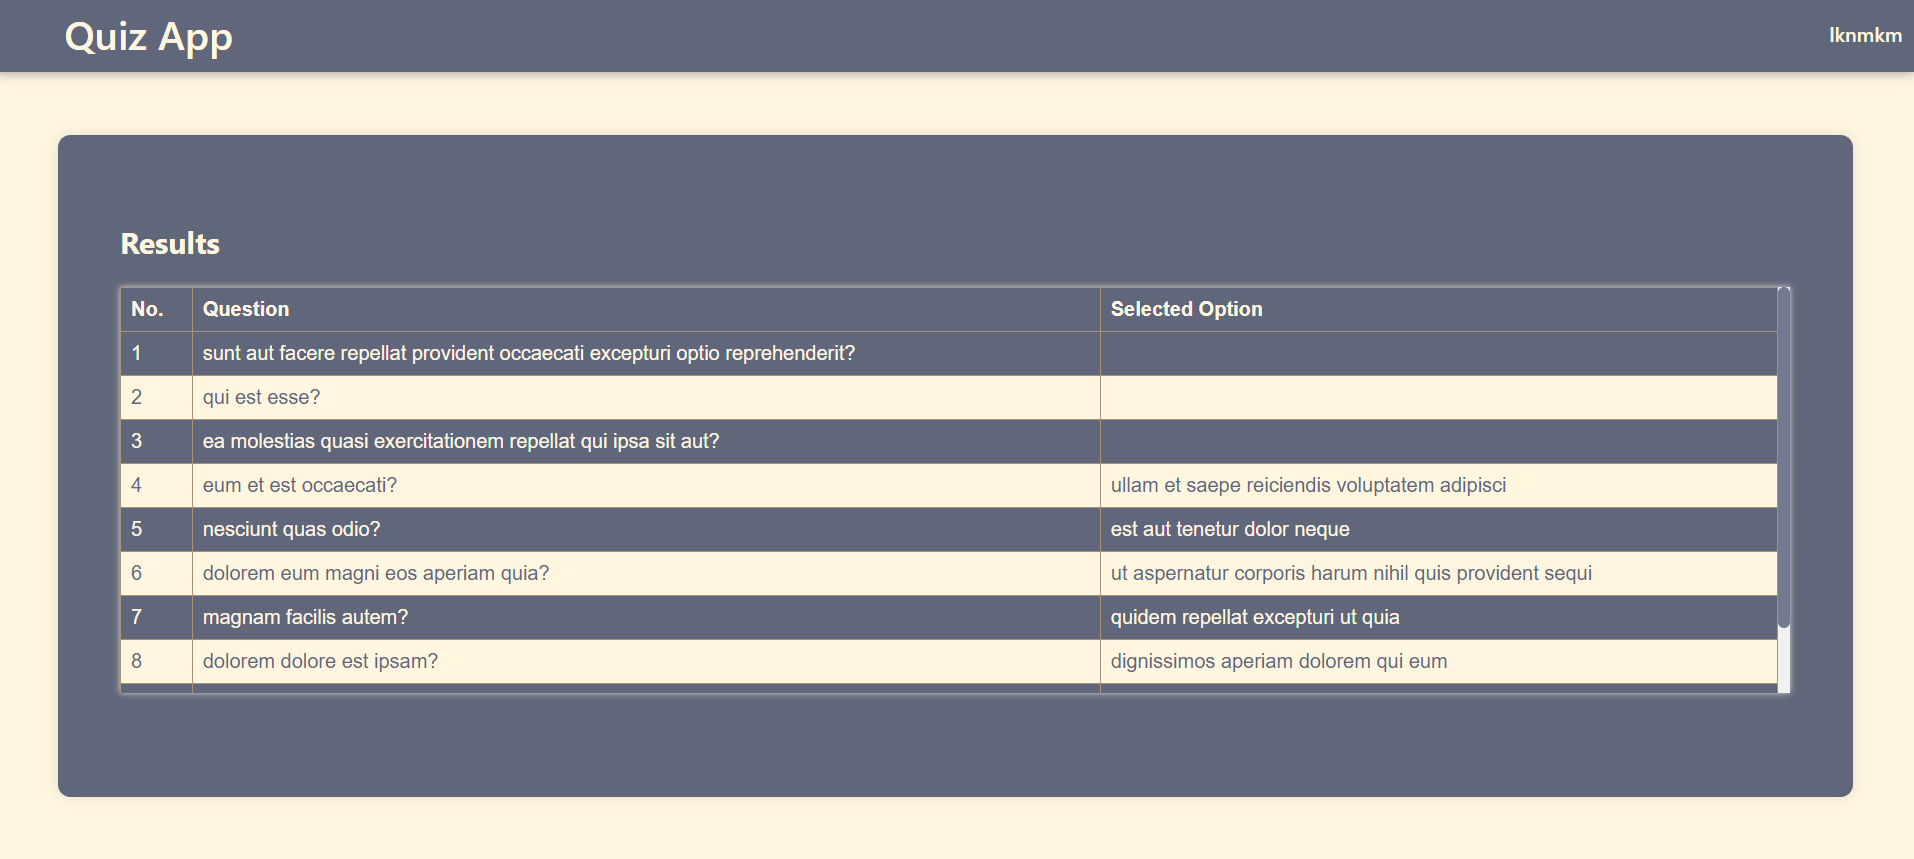 Quiz App
lknmkm
Results
No. Question Selected Option
1 sunt aut facere repellat provident occaecati excepturi optio reprehenderit?
2 qui est esse?
3 ea molestias quasi exercitationem repellat qui ipsa sit aut?
4 eum et est occaecati? ullam et saepe reiciendis voluptatem adipisci
5 nesciunt quas odio? est aut tenetur dolor neque
6 dolorem eum magni eos aperiam quia? ut aspernatur corporis harum nihil quis provident sequi
7 magnam facilis autem? quidem repellat excepturi ut quia
8 dolorem dolore est ipsam? dignissimos aperiam dolorem qui eum